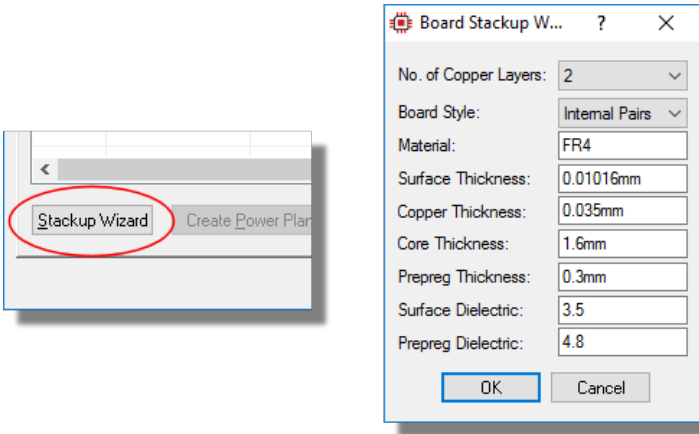 Board Stackup W... ?
No. of Copper Layers: 2
Board Style: Internal Pairs
Material: FR4
Surface Thickness: 0.01016mm
Copper Thickness: 0.035mm
Core Thickness: 1.6mm
Prepreg Thickness: 0.3mm
Surface Dielectric: 3.5
Prepreg Dielectric: 4.8
OK Cancel
Stackup Wizard Create Power Plan